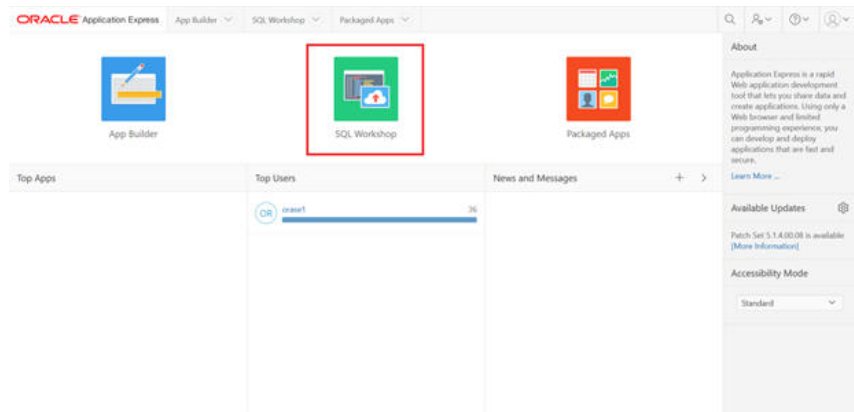 ORACLE Application Express App Builder SQL Workshop Packaged Apps
App Builder
SQL Workshop
Packaged Apps
Top Apps
Top Users
OR
36
News and Messages
About
Application Express is a rapid
Web application development
tool that lets you share data and
create applications. Using only a
Web browser and limited
programming experience, you
can develop and deploy
applications that are fast and
secure.
Learn More ...
Available Updates
Patch Set 5.1.4.00.08 is available
[More Information]
Accessibility Mode
Standard